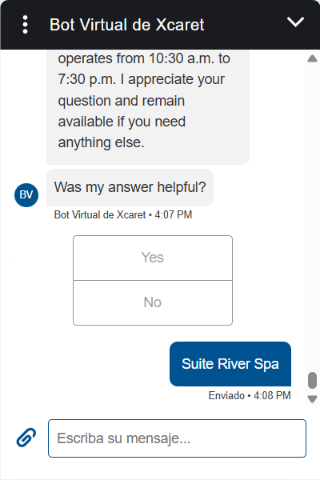 Bot Virtual de Xcaret
operates from 10:30 a.m. to
7:30 p.m. I appreciate your
question and remain
available if you need
anything else.
BV
Was my answer helpful?
Bot Virtual de Xcaret • 4:07 PM
Yes
No
Suite River Spa
Enviado • 4:08 PM
Escriba su mensaje...